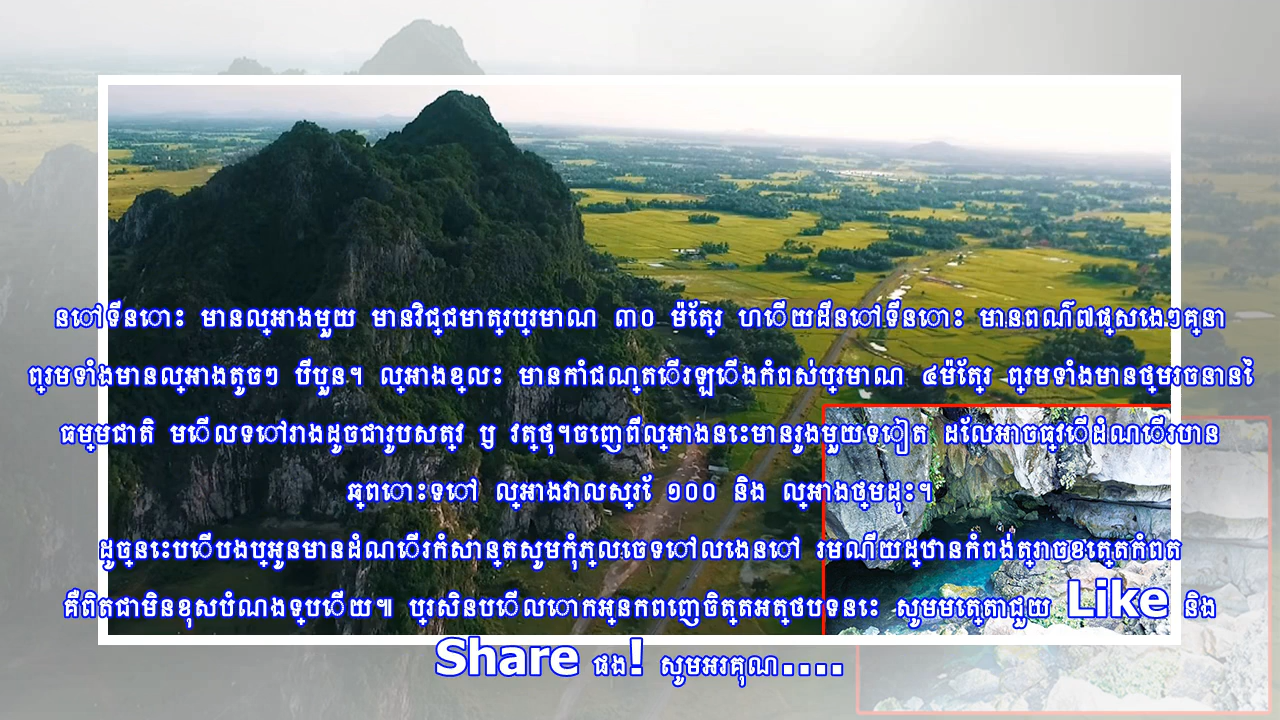 នៅទីនោះ មានល្អាងមួយ មានវិជ្ជមាត្រប្រមាណ ៣០ ម៉ែត្រ ហើយដីនៅទីនោះ មានពណ៌៧ផ្សេងៗគ្នា
ព្រមទាំងមានល្អាងតូចៗ បីបួន។ ល្អាងខ្លះ មានកាំជណ្តើរឡើងកំពស់ប្រមាណ ៤ម៉ែត្រ ព្រមទាំងមានថ្មរចនានៃ
ធម្មជាតិ មើលទៅរាងដូចជារូបសត្វ ឬ វត្ថុ។ចេញពីល្អាងនេះមានរូងមួយទៀត ដែលអាចធ្វើដំណើរបាន
ឆ្ពោះទៅ ល្អាងវាលស្រែ ១០០ និង ល្អាងថ្មដុះ។
ដូច្នេះបើបងប្អូនមានដំណើរកំសាន្តសូមកុំភ្លេចទៅលេងនៅ រមណីយដ្ឋានកំពង់ត្រាចខេត្តកំពត
គឺពិតជាមិនខុសបំណងទ្បើយ៕ ប្រសិនបើលោកអ្នកពេញចិត្តអត្ថបទនេះ សូមមេត្តាជួយ Like និង
Share ផង! សូមអរគុណ....